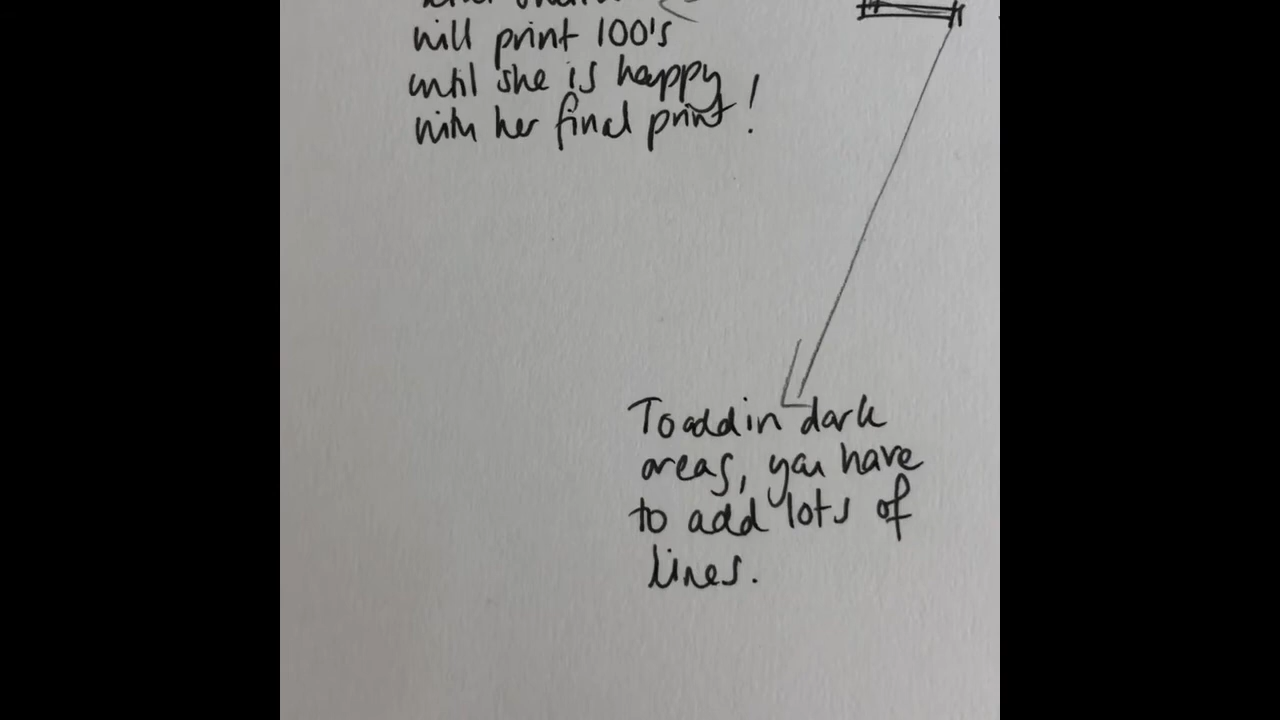 will print 100's
until she is happy
with her final print!
To add in dark
areas, you have
to add lots of
lines.